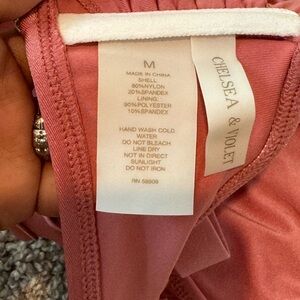 M
MADE IN CHINA
SHELL
80%NYLON
20%SPANDEX
LINING:
90%POLYESTER
10%SPANDEX
HAND WASH COLD
WATER
DO NOT BLEACH
LINE DRY
NOT IN DIRECT
SUNLIGHT
DO NOT IRON
RN 58909
CHELSEA & VIOLET